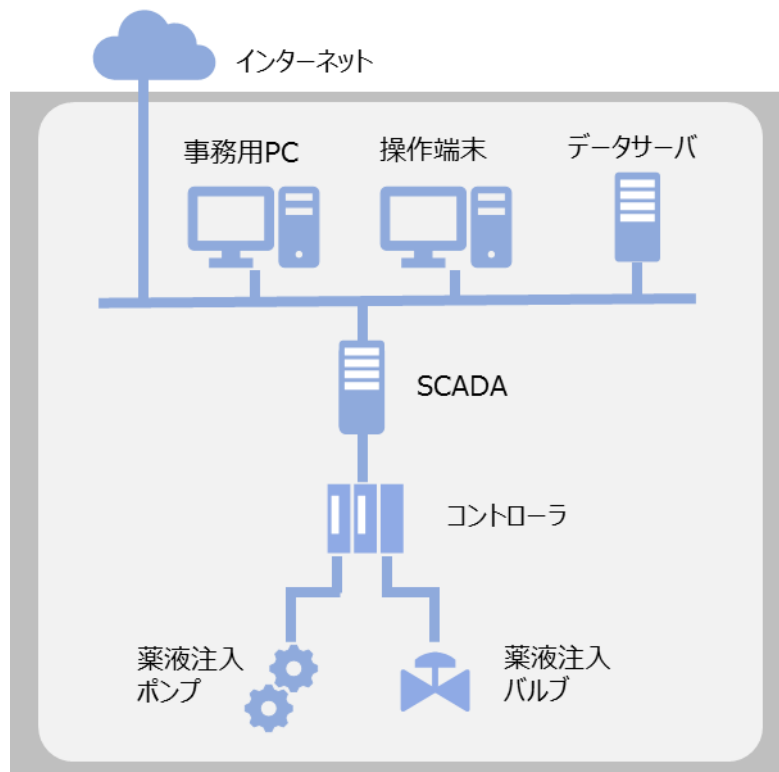 インターネット
事務用PC
操作端末
データサーバ
SCADA
コントローラ
薬液注入
ポンプ
薬液注入
バルブ